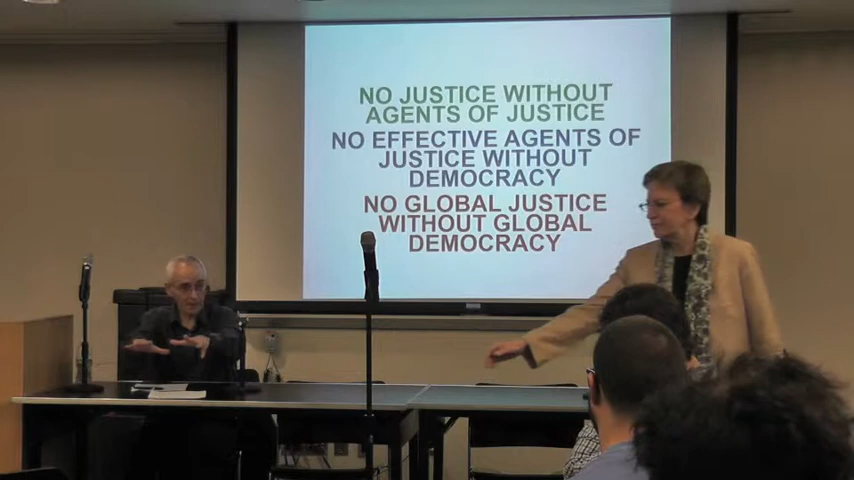 NO JUSTICE WITHOUT
AGENTS OF JUSTICE
NO EFFECTIVE AGENTS OF
JUSTICE WITHOUT
DEMOCRACY
NO GLOBAL JUSTICE
WITHOUT GLOBAL
DEMOCRACY